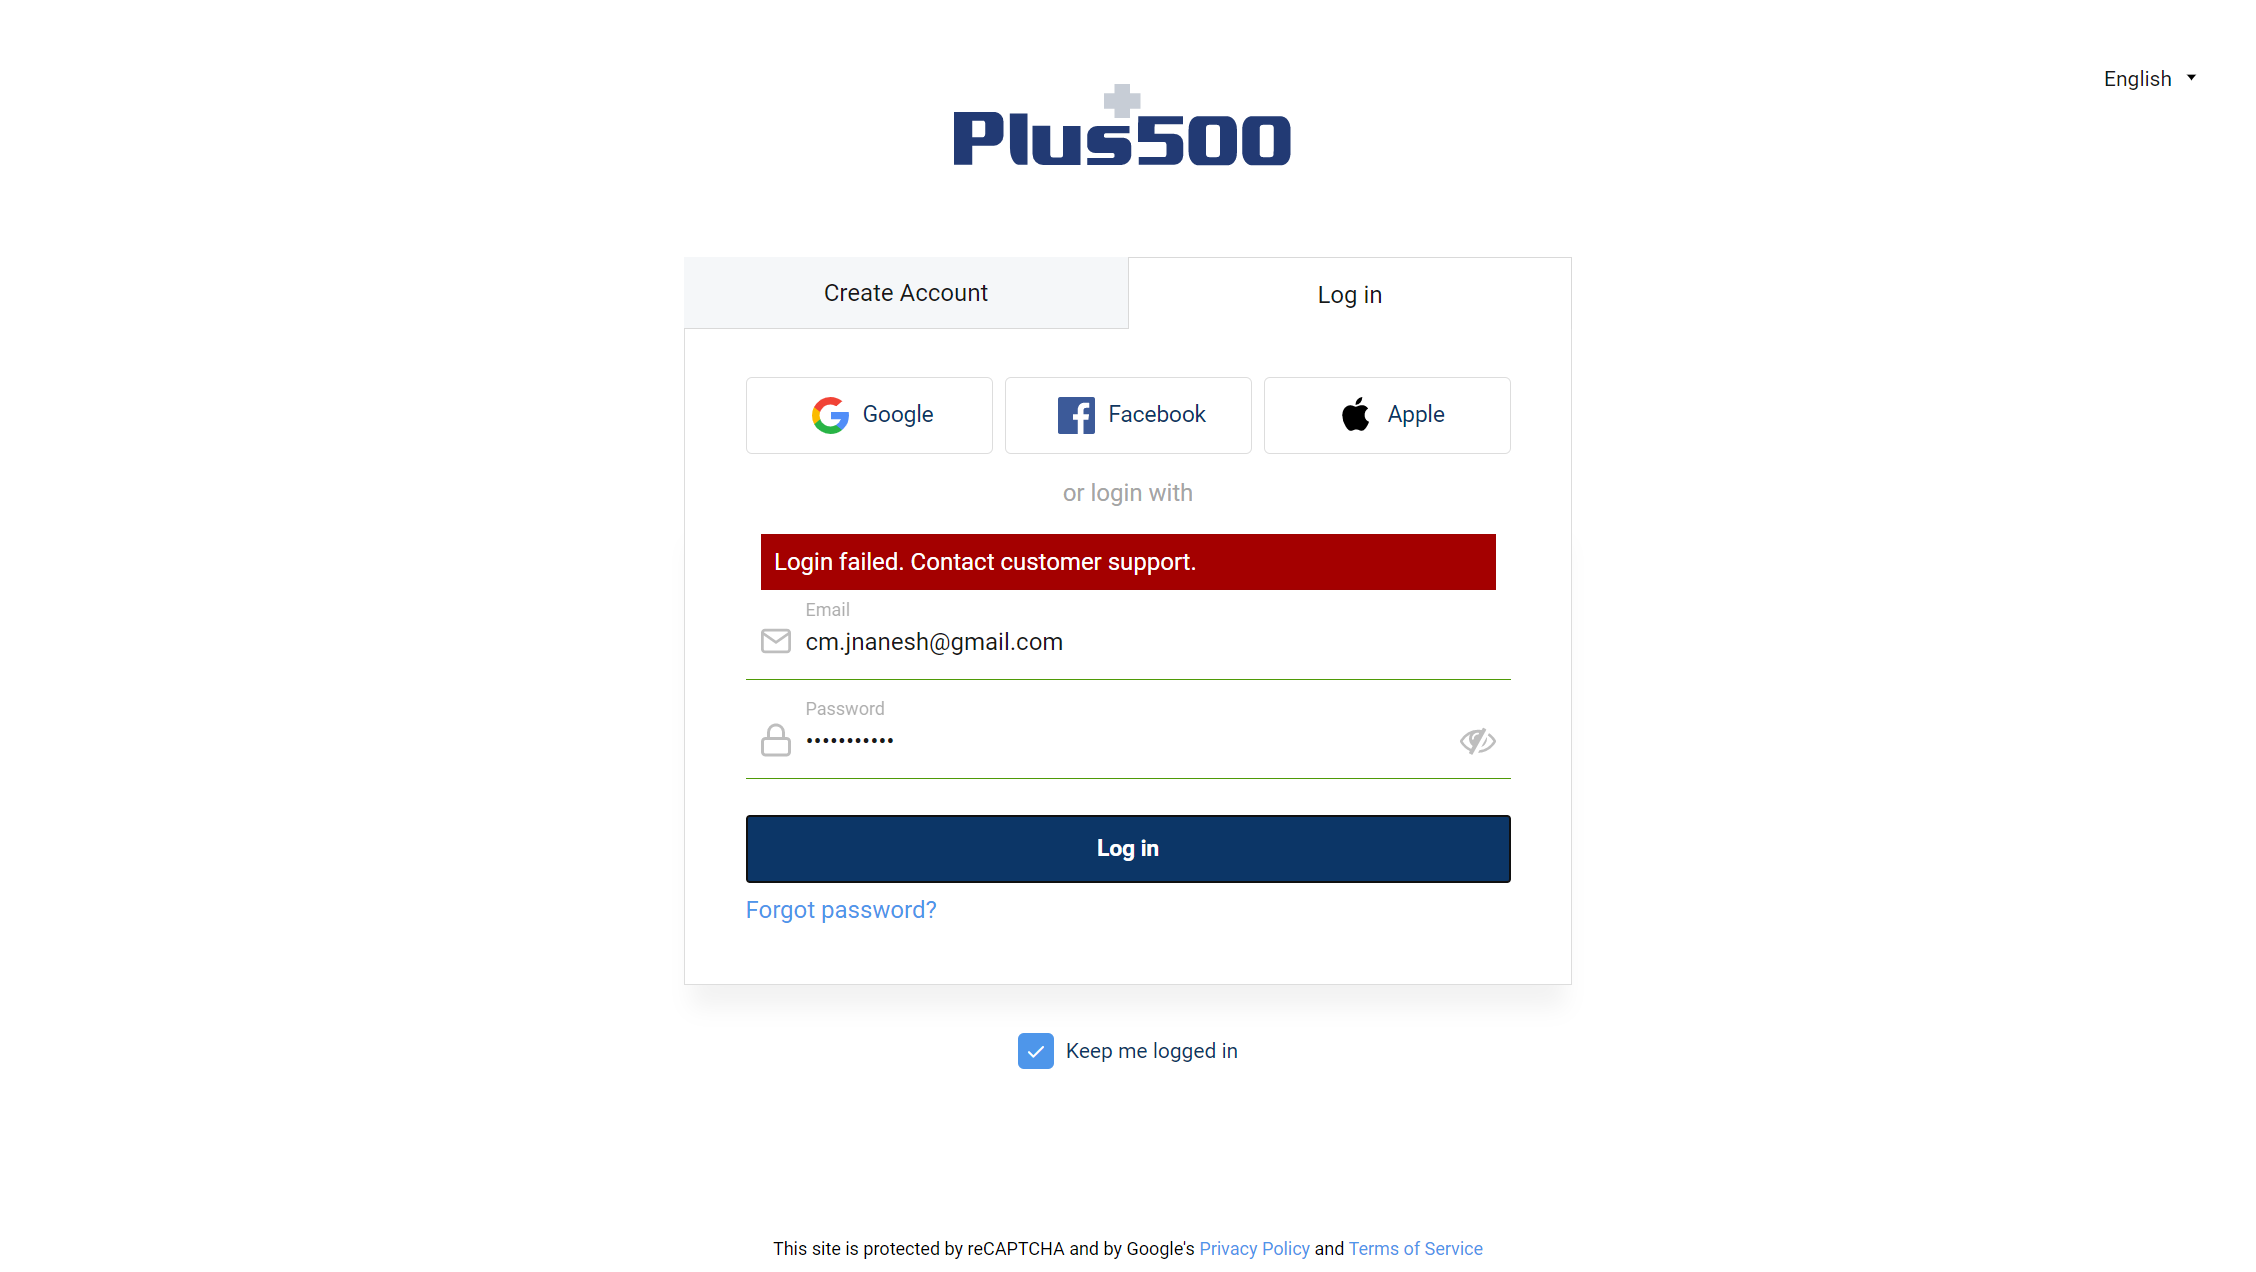 English
Plus500
Create Account
Log in
Google
Facebook
Apple
or login with
Login failed. Contact customer support.
Email
cm.jnanesh@gmail.com
Password
•••••••••••
Log in
Forgot password?
Keep me logged in
This site is protected by reCAPTCHA and by Google's Privacy Policy and Terms of Service